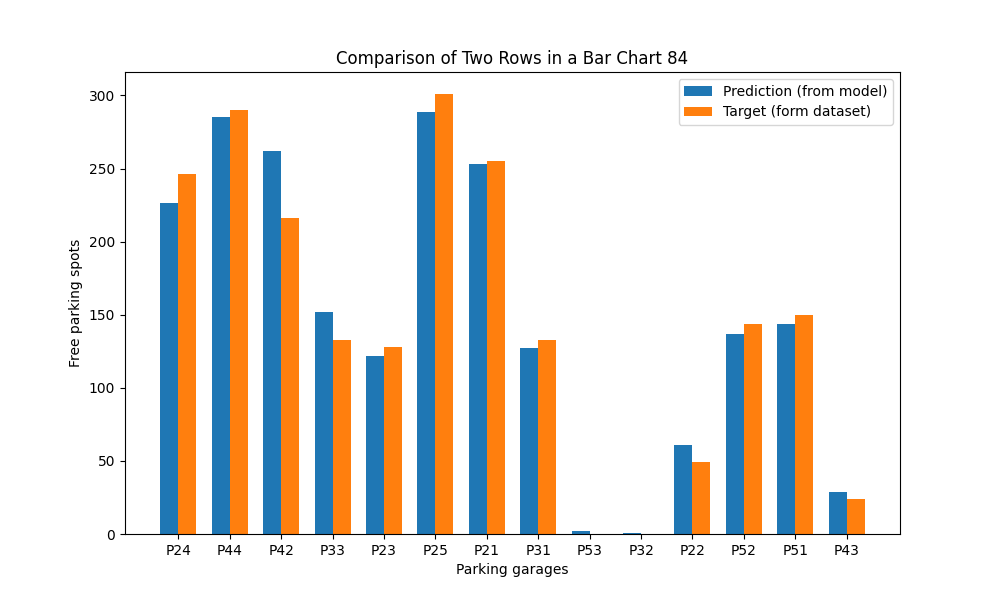 Comparison of Two Rows in a Bar Chart 84
Prediction (from model)
Target (form dataset)
Free parking spots
300
250
200
150
100
50
0
P24 P44 P42 P33 P23 P25 P21 P31 P53 P32 P22 P52 P51 P43
Parking garages